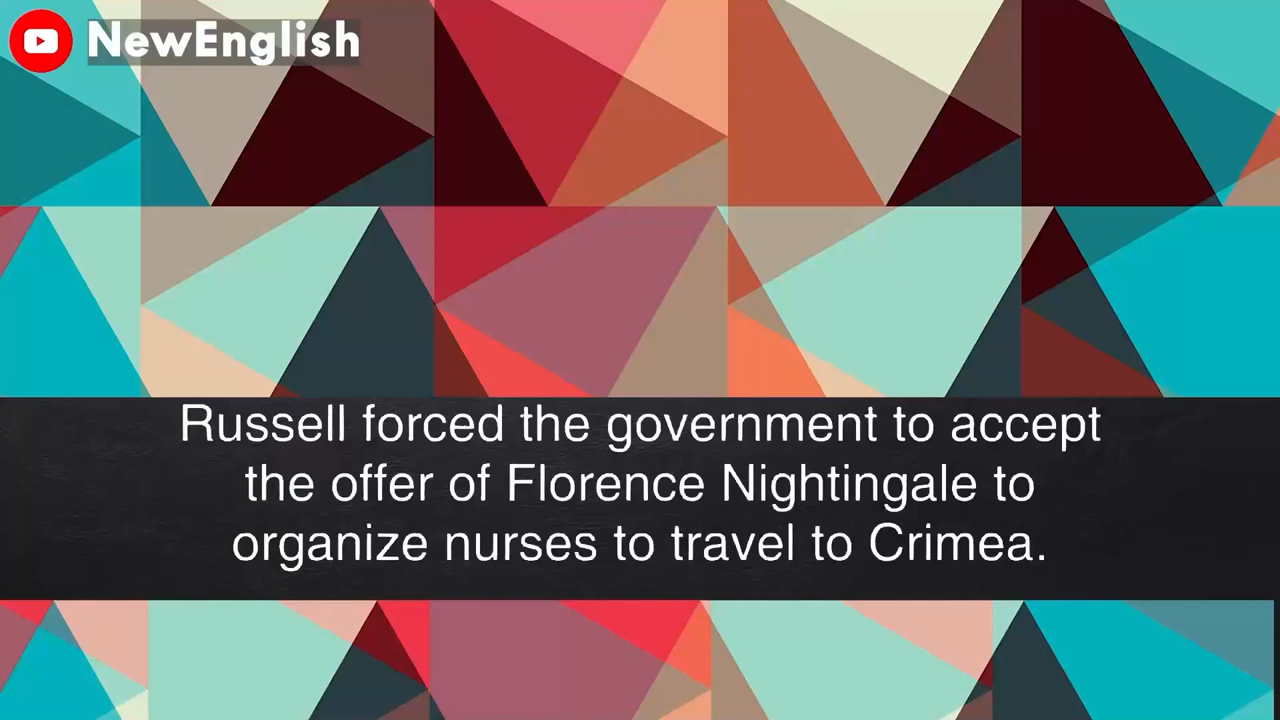 NewEnglish
Russell forced the government to accept
the offer of Florence Nightingale to
organize nurses to travel to Crimea.